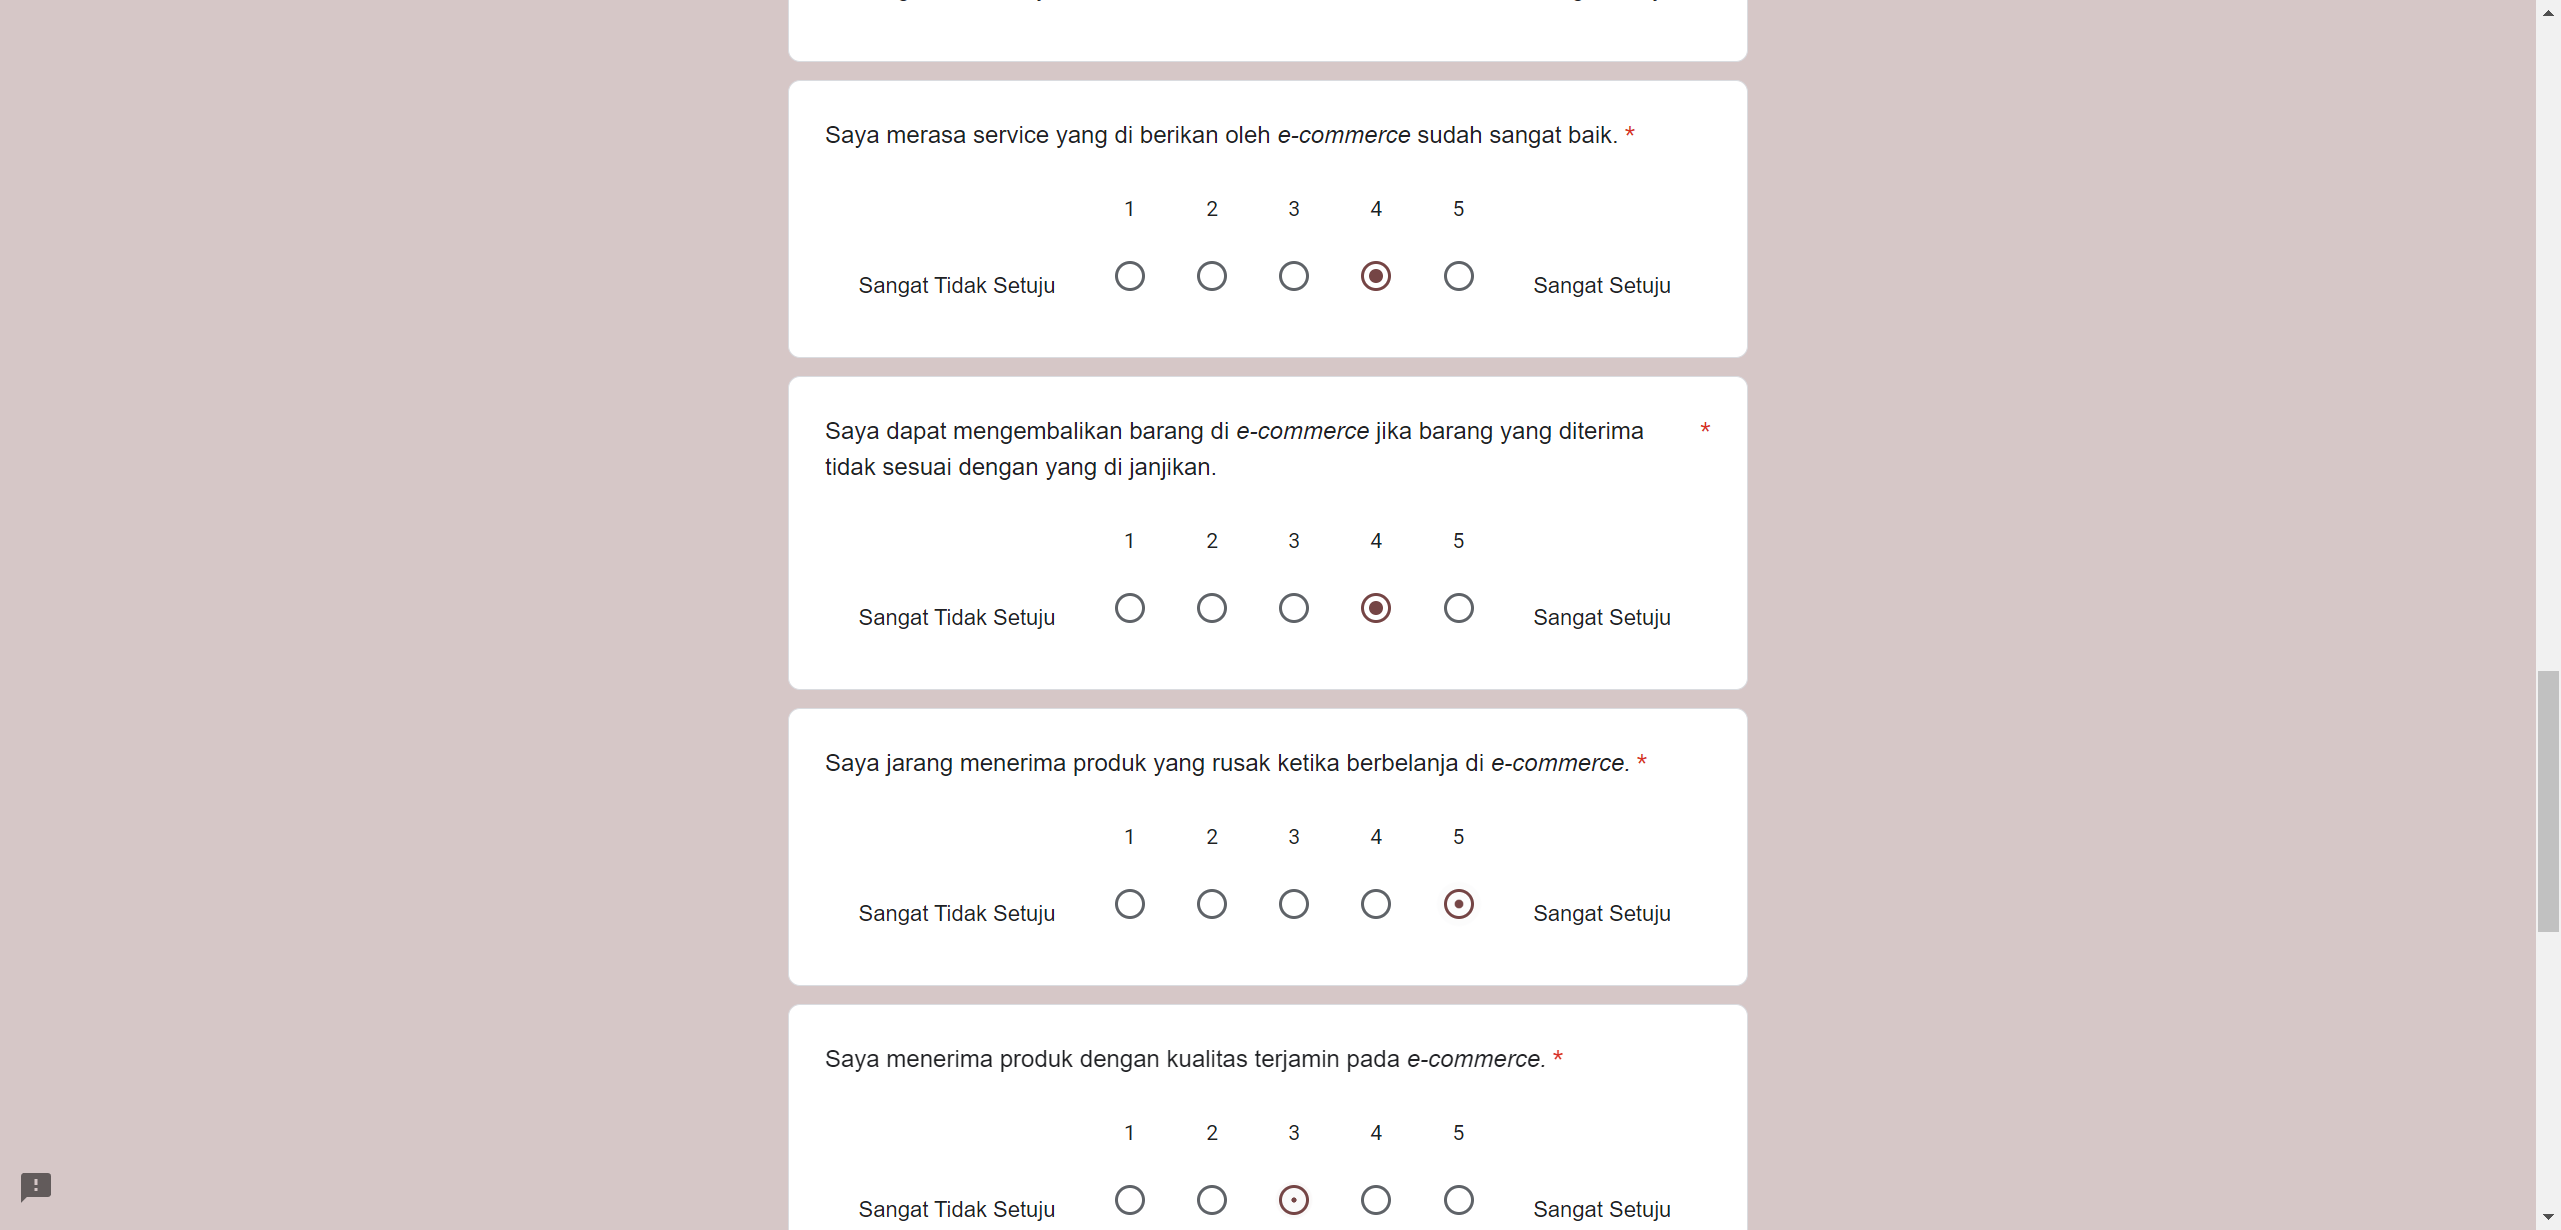 Saya merasa service yang di berikan oleh e-commerce sudah sangat baik. *
1 2 3 4 5
Sangat Tidak Setuju Sangat Setuju
Saya dapat mengembalikan barang di e-commerce jika barang yang diterima *
tidak sesuai dengan yang di janjikan.
1 2 3 4 5
Sangat Tidak Setuju Sangat Setuju
Saya jarang menerima produk yang rusak ketika berbelanja di e-commerce. *
1 2 3 4 5
Sangat Tidak Setuju Sangat Setuju
Saya menerima produk dengan kualitas terjamin pada e-commerce. *
1 2 3 4 5
Sangat Tidak Setuju Sangat Setuju